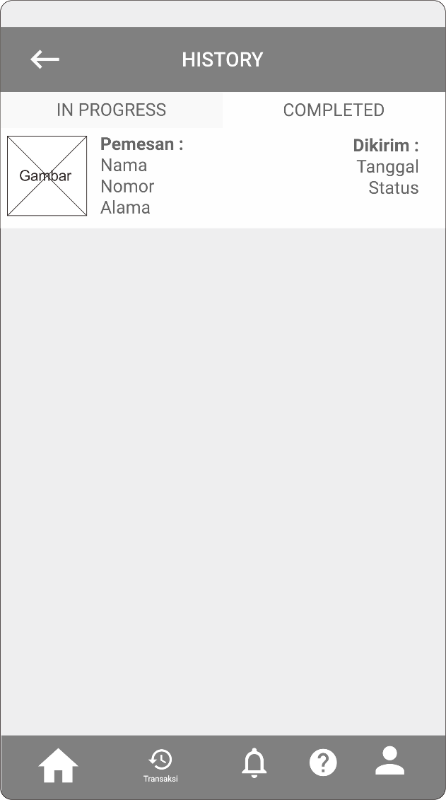 HISTORY
IN PROGRESS
COMPLETED
Gambar
Pemesan :
Nama
Nomor
Alama
Dikirim :
Tanggal
Status
Transaksi